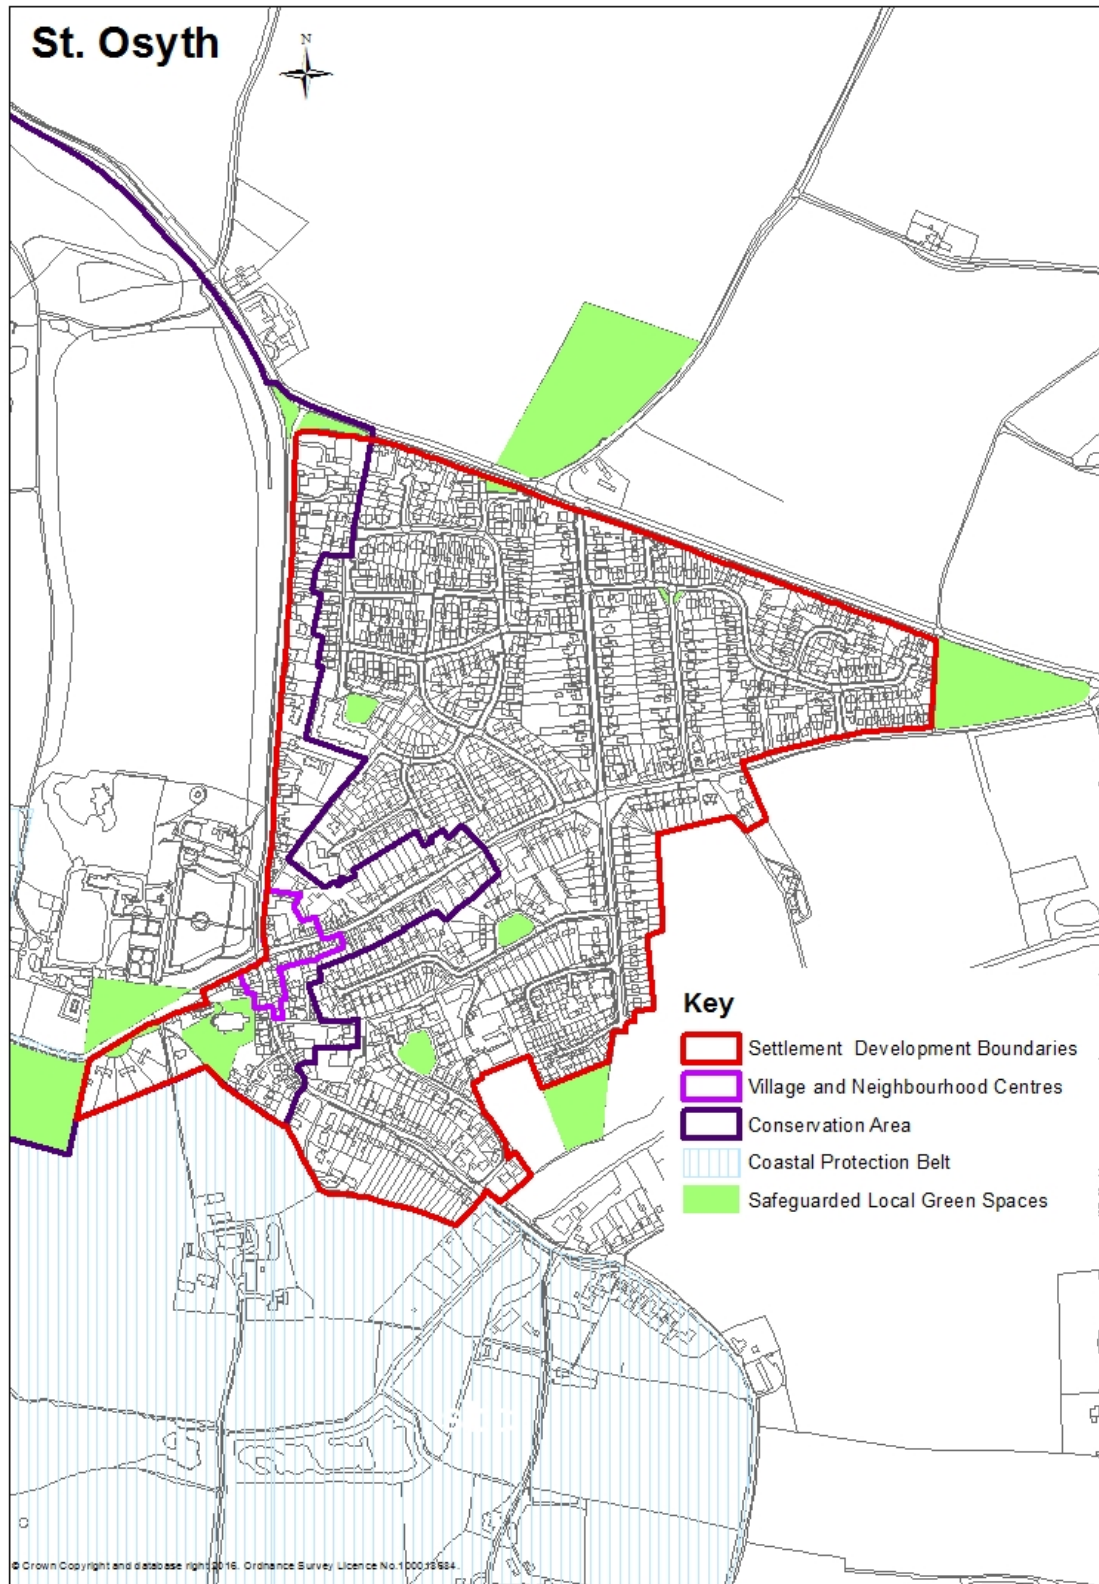 St. Osyth
N
Key
Settlement Development Boundaries
Village and Neighbourhood Centres
Conservation Area
Coastal Protection Belt
Safeguarded Local Green Spaces
© Crown Copyright and database right 2016. Ordnance Survey Licence No.